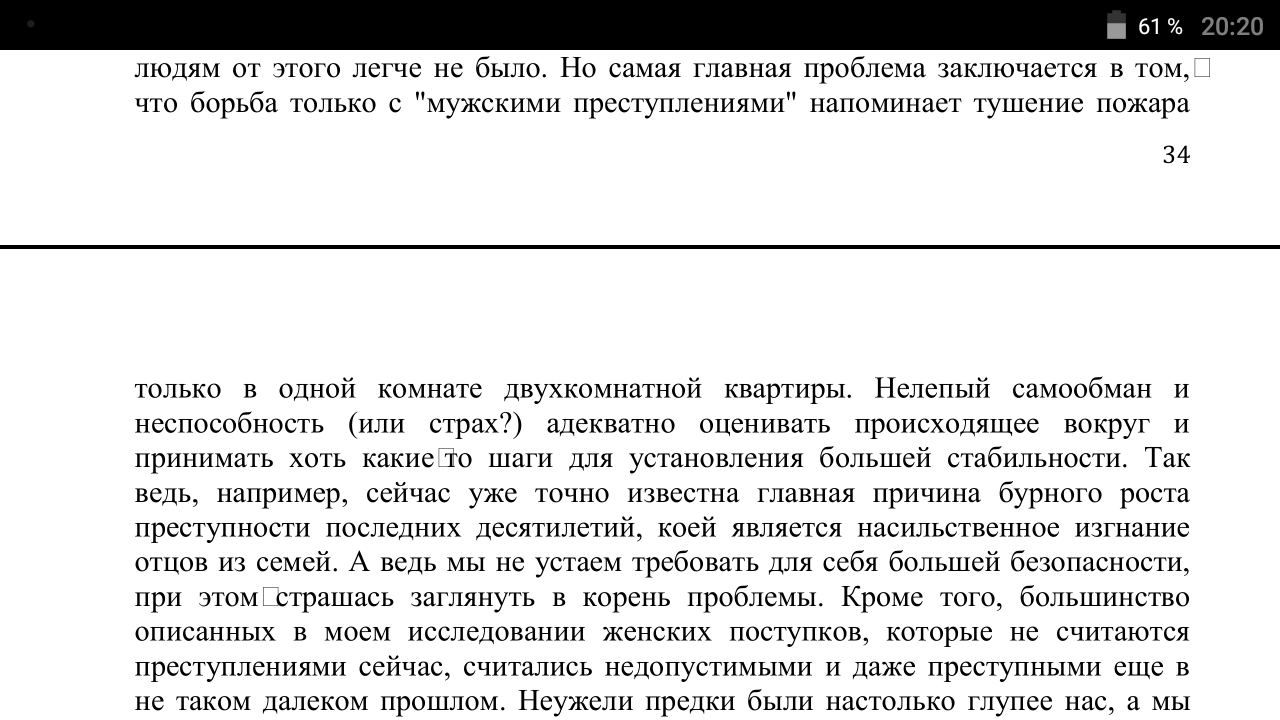 61 % 20:20
людям от этого легче не было. Но самая главная проблема заключается в том,□
что борьба только с "мужскими преступлениями" напоминает тушение пожара
34
только в одной комнате двухкомнатной квартиры. Нелепый самообман и
неспособность (или страх?) адекватно оценивать происходящее вокруг и
принимать хоть какие□то шаги для установления большей стабильности. Так
ведь, например, сейчас уже точно известна главная причина бурного роста
преступности последних десятилетий, коей является насильственное изгнание
отцов из семей. А ведь мы не устаем требовать для себя большей безопасности,
при этом□страшась заглянуть в корень проблемы. Кроме того, большинство
описанных в моем исследовании женских поступков, которые не считаются
преступлениями сейчас, считались недопустимыми и даже преступными еще в
не таком далеком прошлом. Неужели предки были настолько глупее нас, а мы